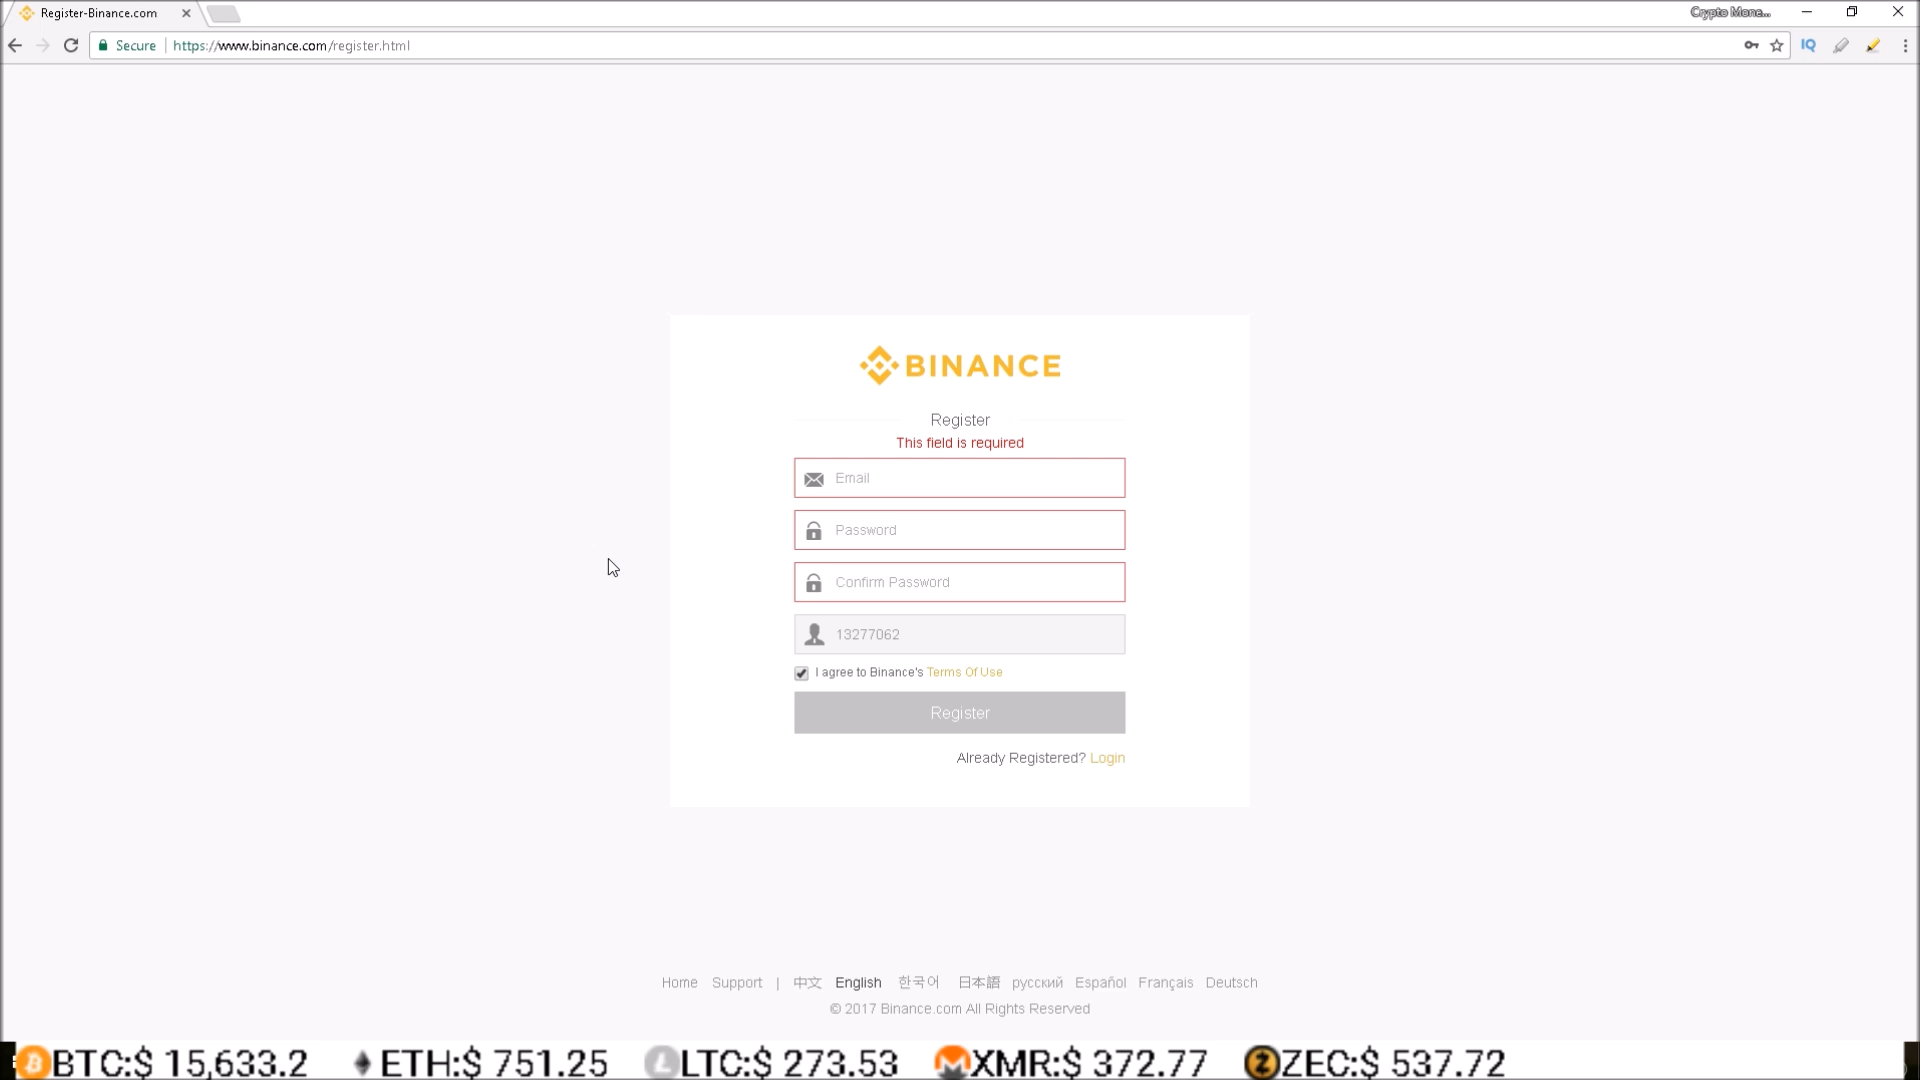 Register-Binance.com
Crypto Mone...
Secure https://www.binance.com/register.html
IQ
BINANCE
Register
This field is required
Email
Password
Confirm Password
13277062
I agree to Binance's Terms Of Use
Register
Already Registered? Login
Home Support | 中文 English 한국어 日本語 русский Español Français Deutsch
© 2017 Binance.com All Rights Reserved
BTC:$ 15,633.2 ETH:$ 751.25 LTC:$ 273.53 XMR:$ 372.77 ZEC:$ 537.72